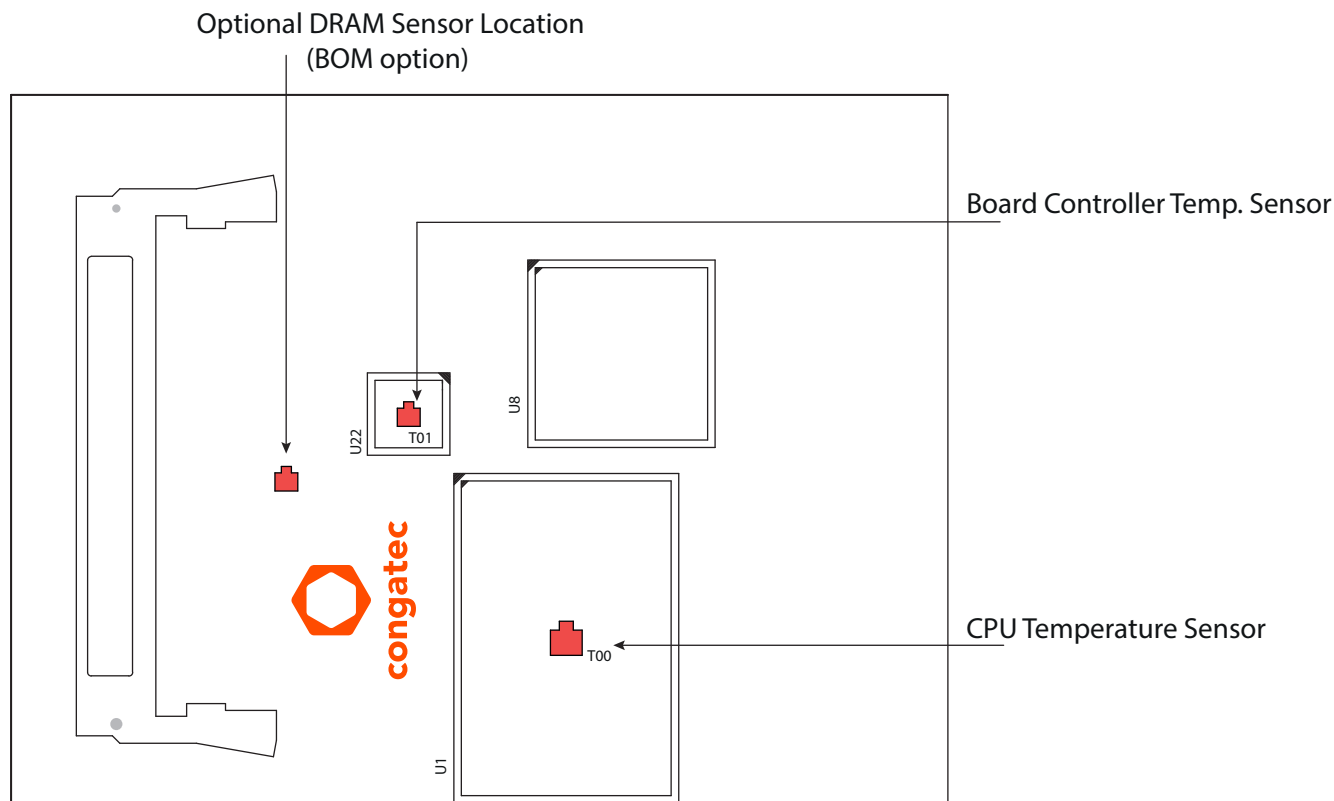 Optional DRAM Sensor Location
(BOM option)
Board Controller Temp. Sensor
U8
U22
T01
congatec
CPU Temperature Sensor
T00
U1